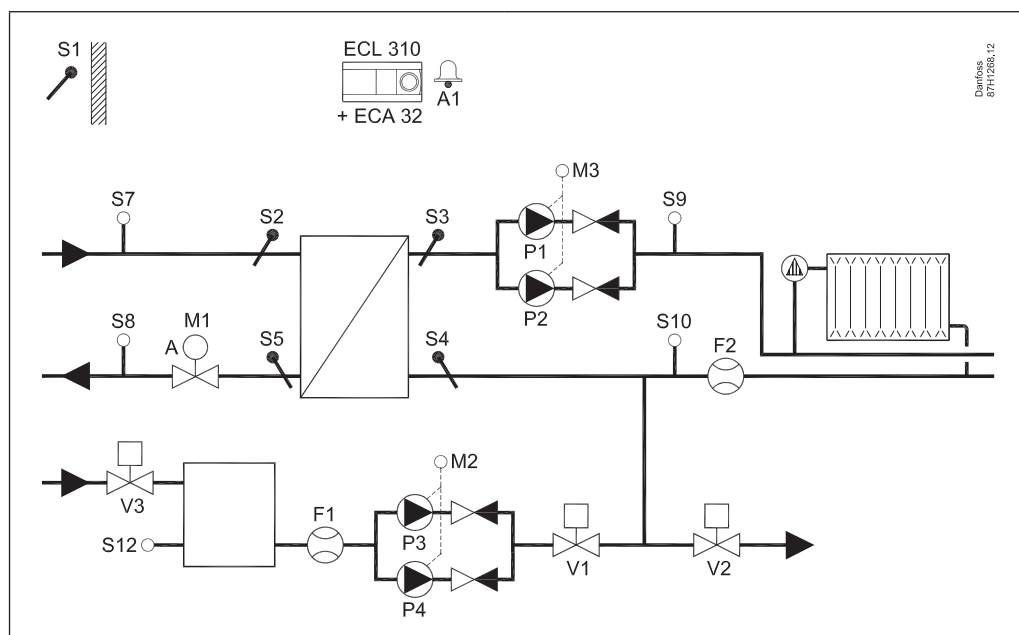 S1
ECL 310
A1
+ ECA 32
Danfoss
87H1268.12
M3
S7
S2
S3
S9
P1
P2
S8
M1
A
S5
S4
S10
F2
V3
M2
F1
S12
P3
P4
V1
V2